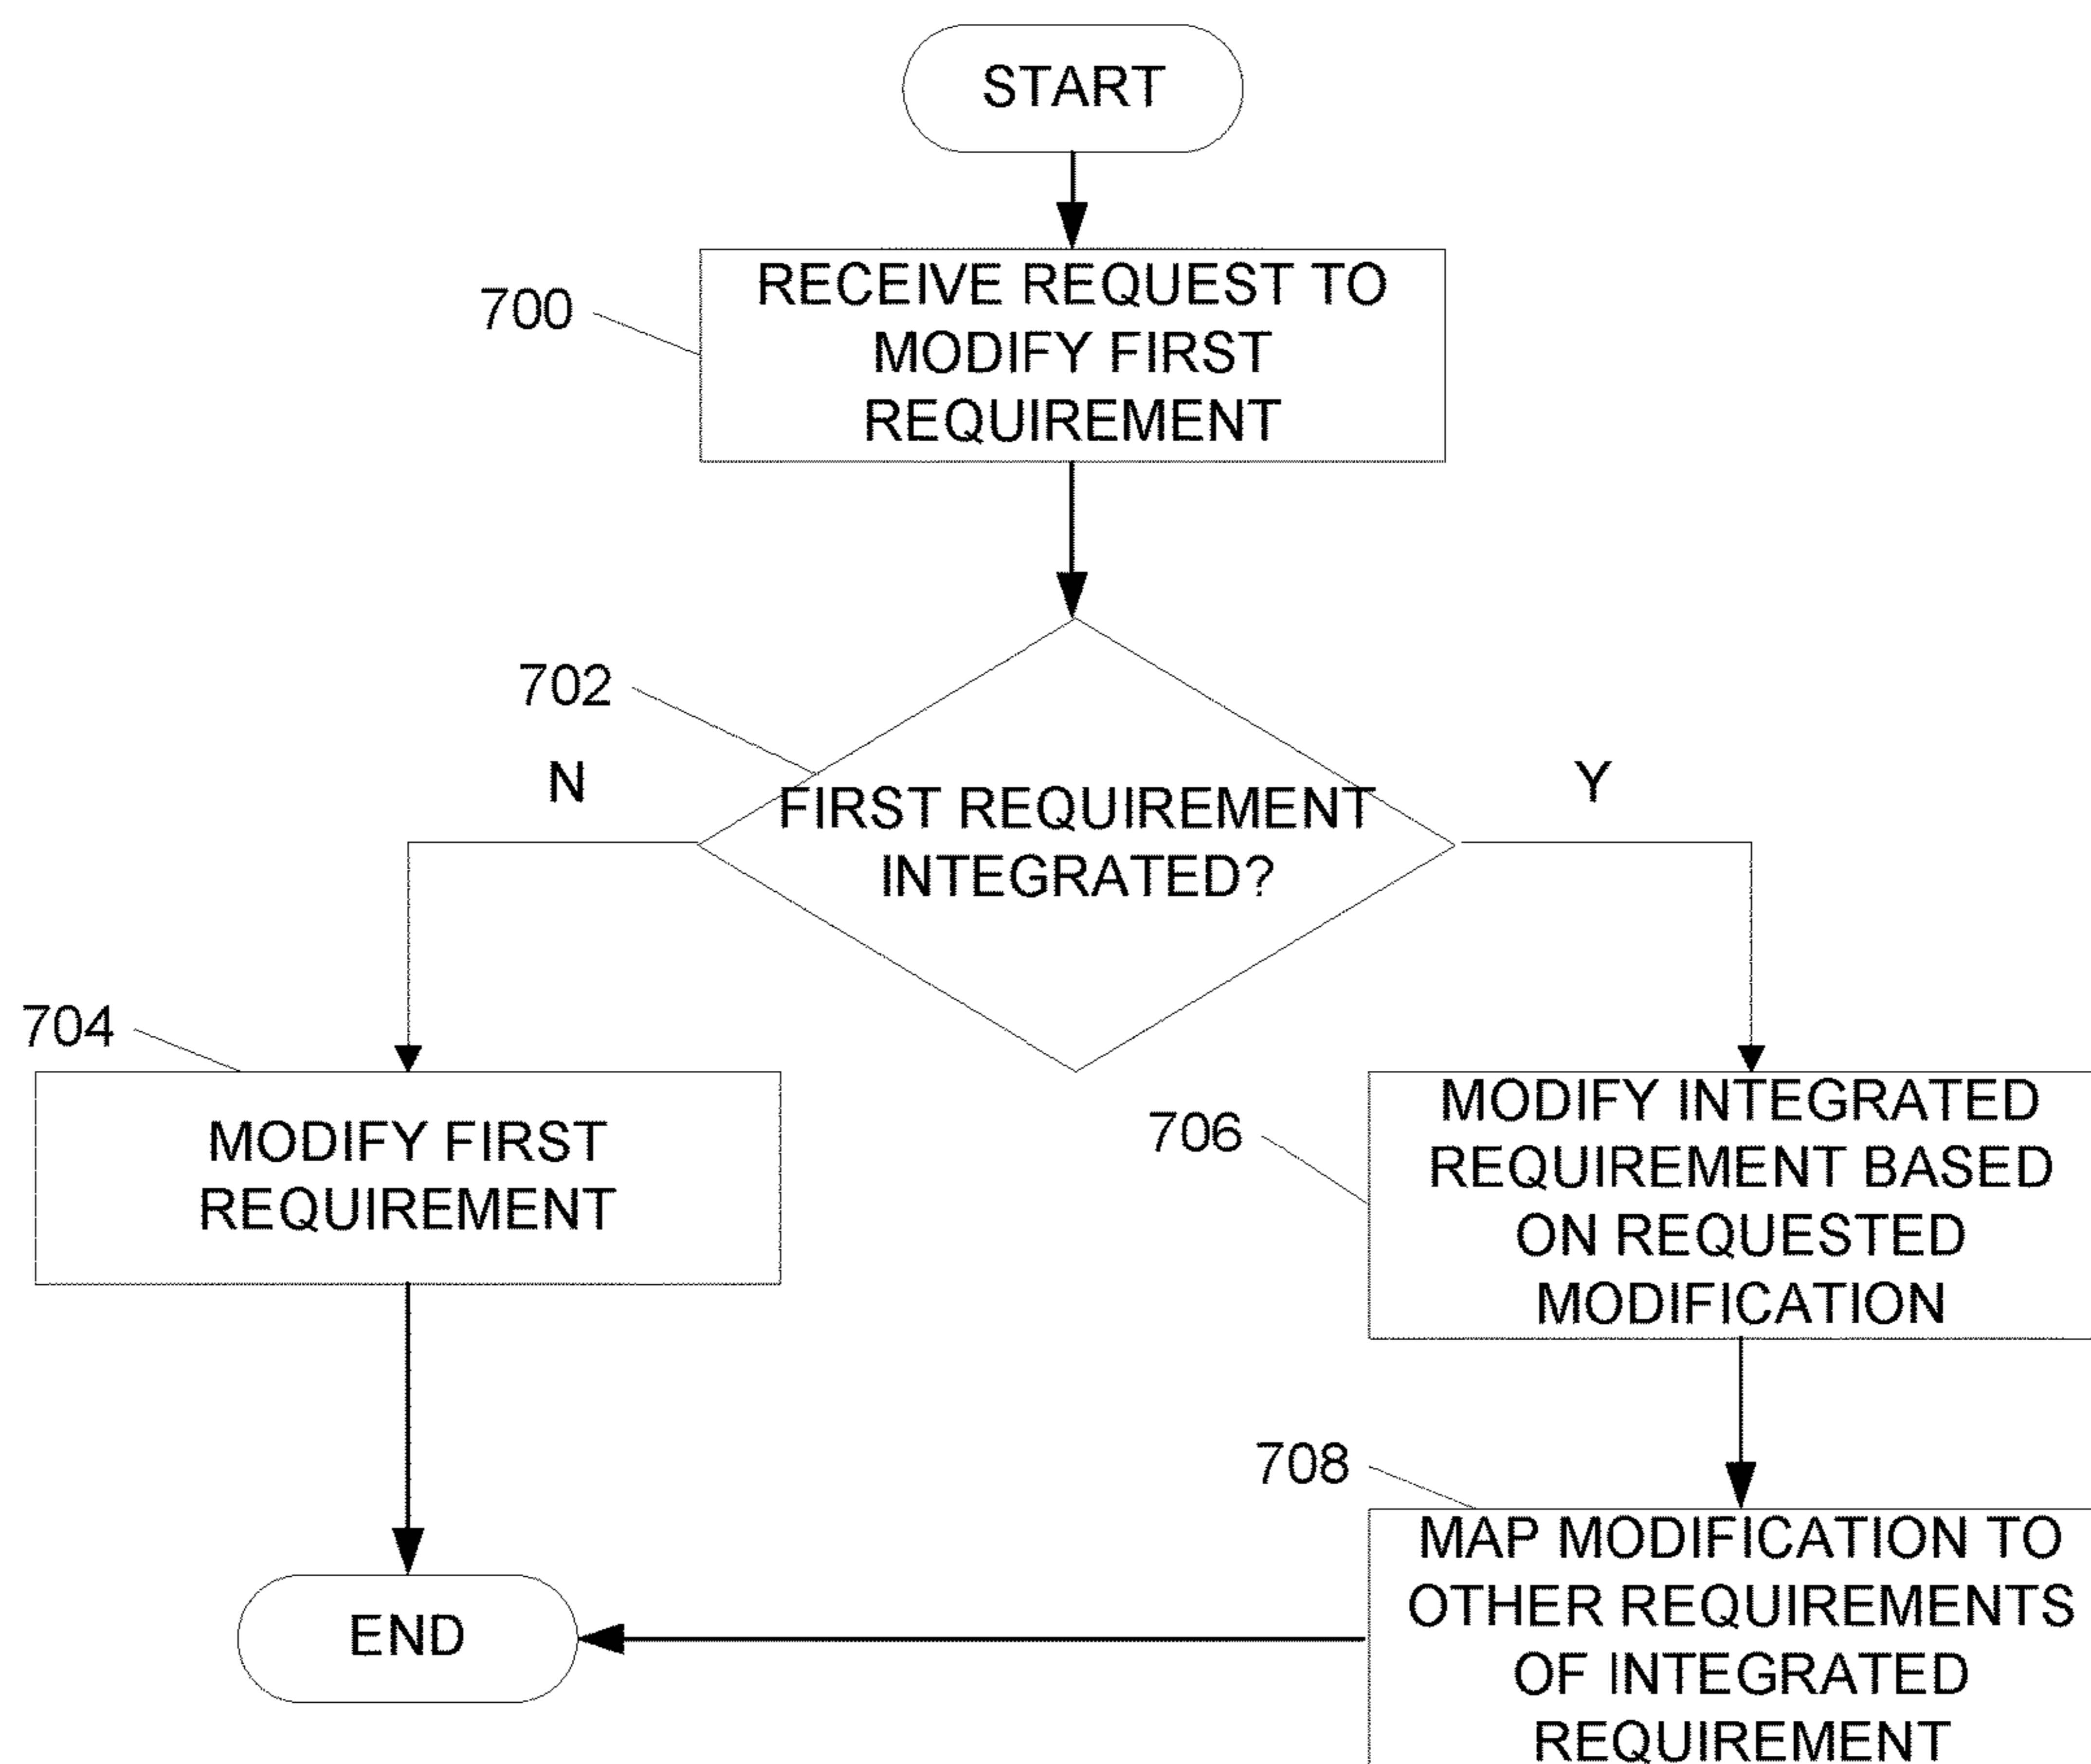 START
700
RECEIVE REQUEST TO
MODIFY FIRST
REQUIREMENT
702
N
Y
FIRST REQUIREMENT
INTEGRATED?
704
MODIFY FIRST
REQUIREMENT
706
MODIFY INTEGRATED
REQUIREMENT BASED
ON REQUESTED
MODIFICATION
708
MAP MODIFICATION TO
OTHER REQUIREMENTS
OF INTEGRATED
REQUIREMENT
END